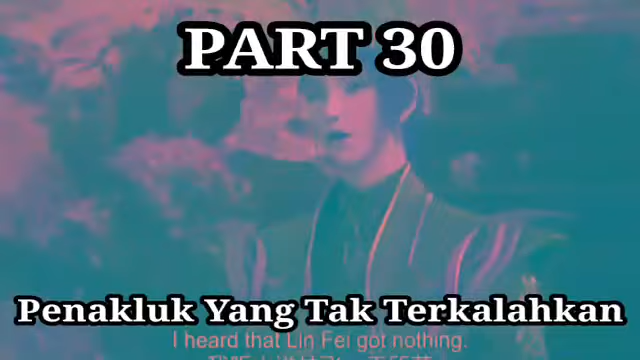 PART 30
Penakluk Yang Tak Terkalahkan
I heard that Lin Fei got nothing.